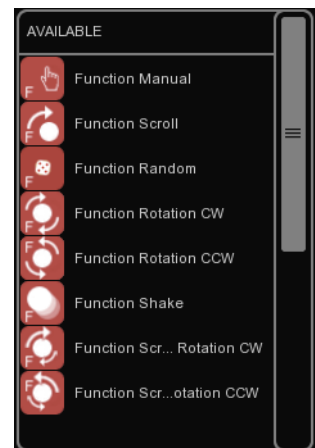 AVAILABLE
F Function Manual
F Function Scroll
F Function Random
F Function Rotation CW
F Function Rotation CCW
F Function Shake
F Function Scr... Rotation CW
F Function Scr...otation CCW